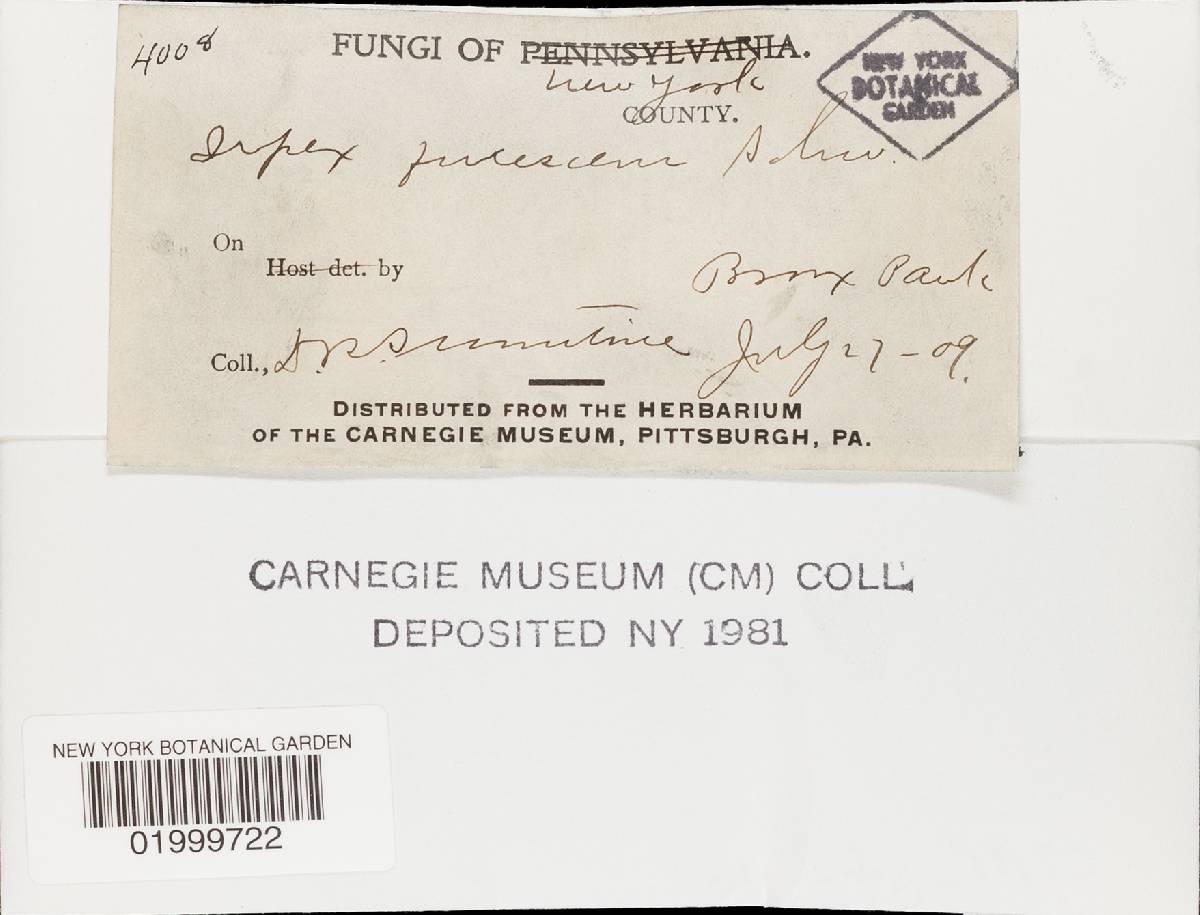 4008
FUNGI OF PENNSYLVANIA.
New York
COUNTY.
NEW YORK
BOTANICAL
GARDEN
Irpex Schw.
On
Host det. by
Bronx Park
Coll., D. R. Sumstine July 27-09.
DISTRIBUTED FROM THE HERBARIUM
OF THE CARNEGIE MUSEUM, PITTSBURGH, PA.
CARNEGIE MUSEUM (CM) COLL.
DEPOSITED NY 1981
NEW YORK BOTANICAL GARDEN
01999722